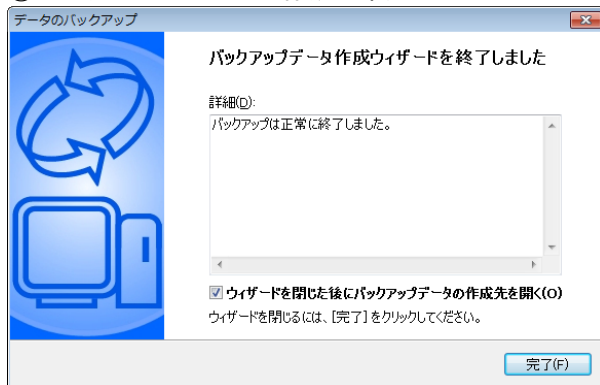 データのバックアップ
バックアップデータ作成ウィザードを終了しました
詳細(D):
バックアップは正常に終了しました。
ウィザードを閉じた後にバックアップデータの作成先を開く(O)
ウィザードを閉じるには、[完了]をクリックしてください。
完了(F)